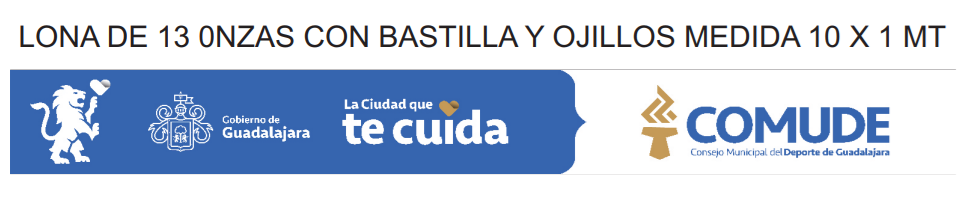 LONA DE 13 0NZAS CON BASTILLA Y OJILLOS MEDIDA 10 X 1 MT
Gobierno de
Guadalajara
La Ciudad que
te cuida
COMUDE
Consejo Municipal del Deporte de Guadalajara